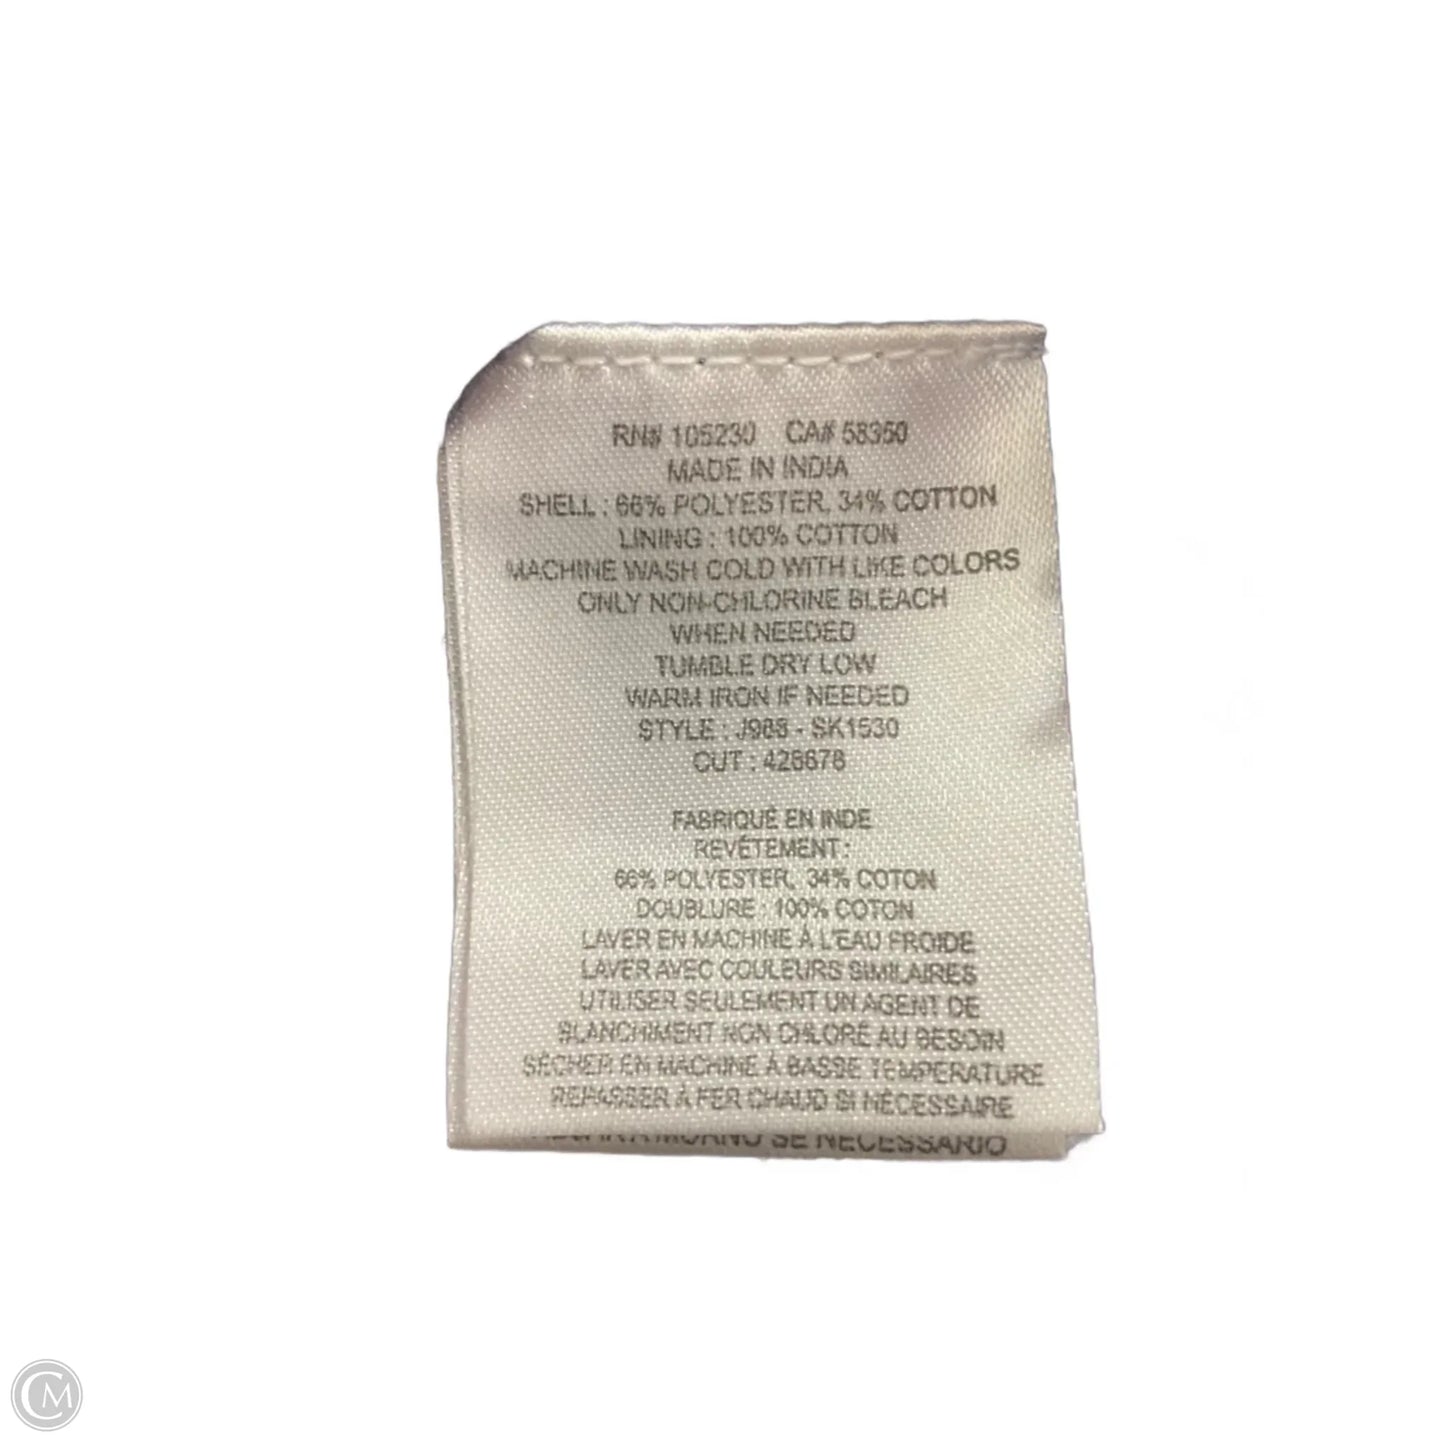 RN# 105230 CA# 58350
MADE IN INDIA
SHELL : 66% POLYESTER, 34% COTTON
LINING : 100% COTTON
MACHINE WASH COLD WITH LIKE COLORS
ONLY NON-CHLORINE BLEACH
WHEN NEEDED
TUMBLE DRY LOW
WARM IRON IF NEEDED
STYLE : J988 - SK1530
CUT : 428678
FABRIQUÉ EN INDE
REVÊTEMENT :
66% POLYESTER, 34% COTON
DOUBLURE : 100% COTON
LAVER EN MACHINE À L'EAU FROIDE
LAVER AVEC COULEURS SIMILAIRES
UTILISER SEULEMENT UN AGENT DE
BLANCHIMENT NON CHLORÉ AU BESOIN
SÉCHER EN MACHINE À BASSE TEMPERATURE
REPASSER À FER CHAUD SI NÉCESSAIRE
SE NECESSARIO
CM